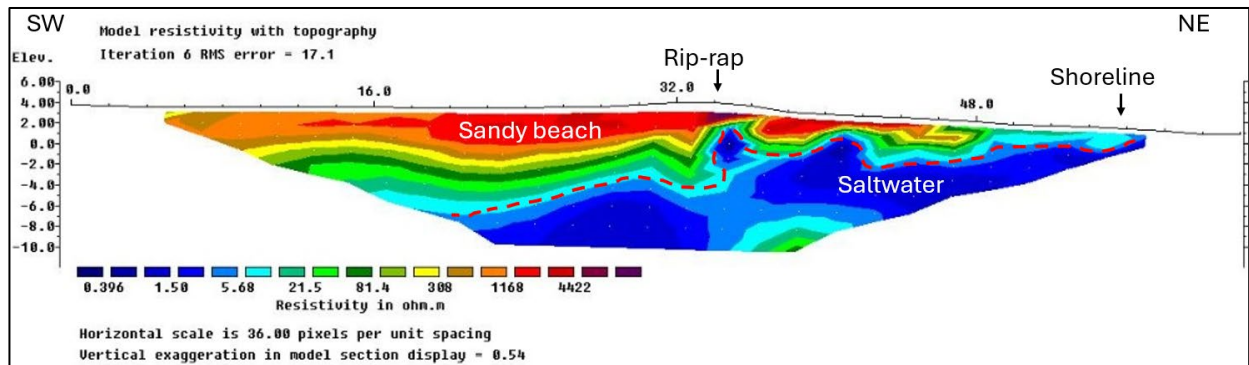 SW
NE
Model resistivity with topography
Iteration 6 RMS error = 17.1
Elev.
Rip-rap
Shoreline
6.00
4.00
2.00
0.0
-2.0
-4.0
-6.0
-8.0
-10.0
0.0
16.0
32.0
48.0
Sandy beach
Saltwater
0.396 1.50 5.68 21.5 81.4 308 1168 4422
Resistivity in ohm.m
Horizontal scale is 36.00 pixels per unit spacing
Vertical exaggeration in model section display = 0.54